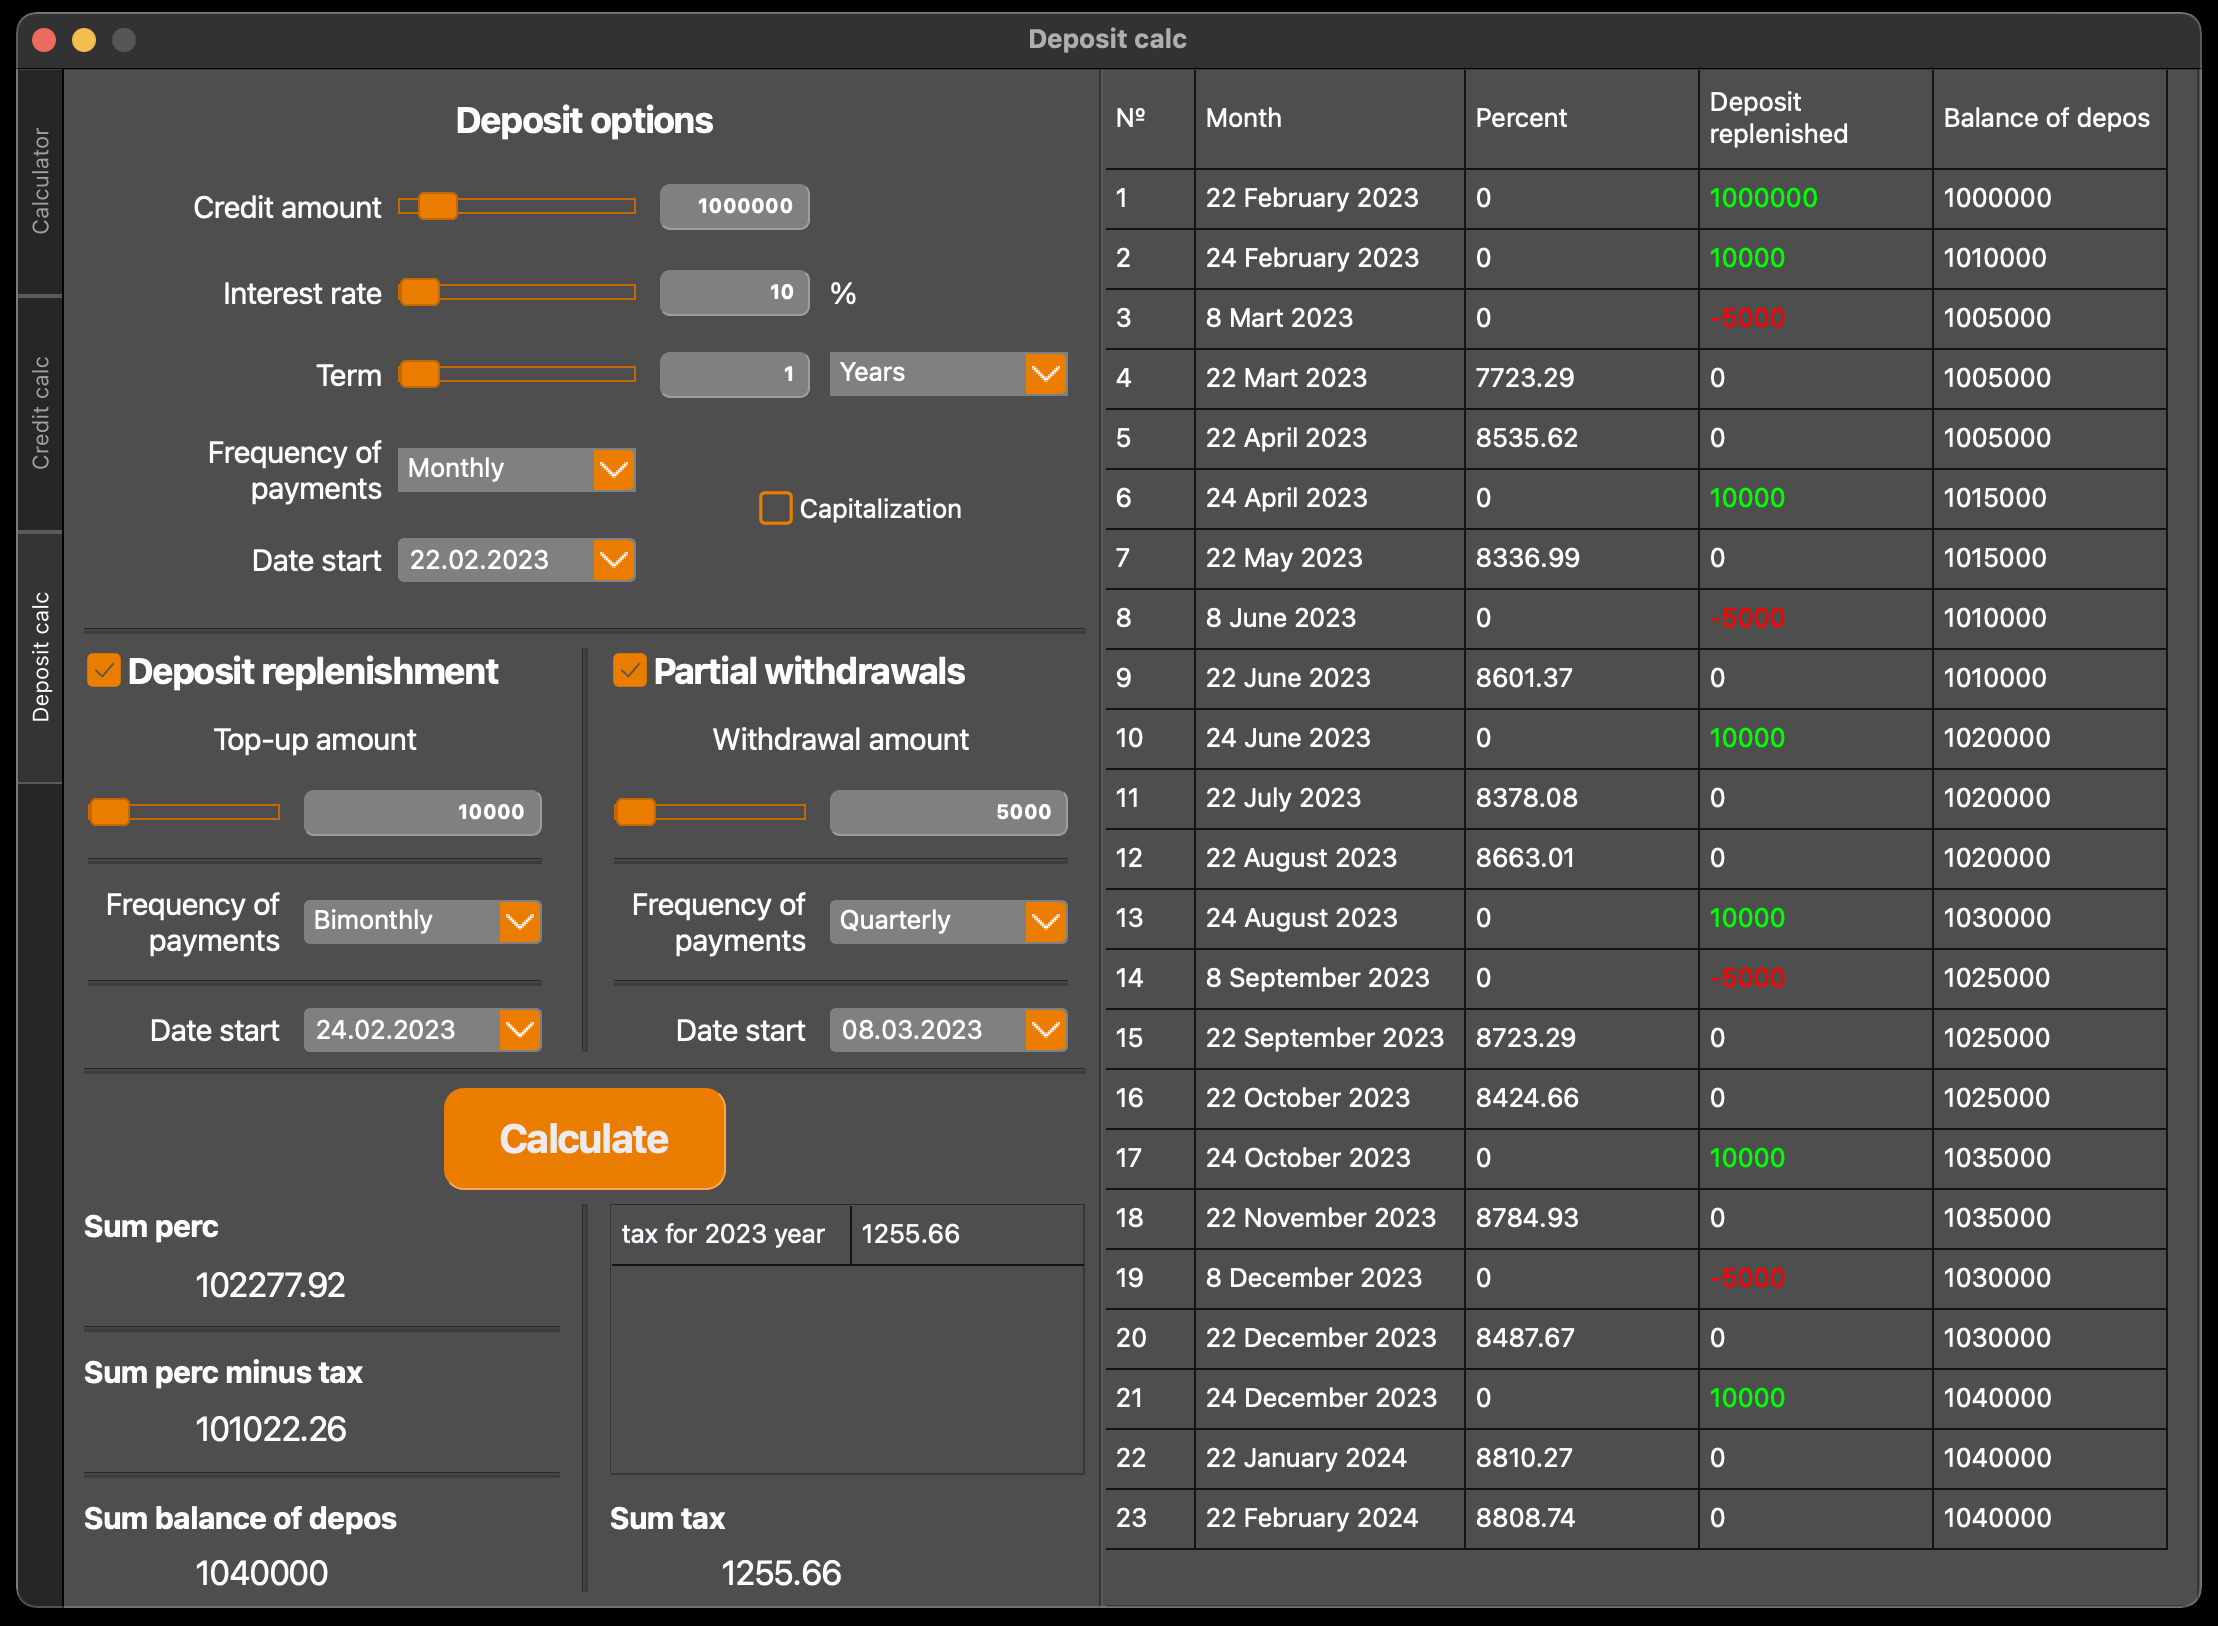 Deposit calc
Calculator
Credit calc
Deposit calc
Deposit options
Credit amount 1000000
Interest rate 10 %
Term 1 Years
Frequency of
payments Monthly
Capitalization
Date start 22.02.2023
Deposit replenishment
Top-up amount
10000
Frequency of
payments Bimonthly
Date start 24.02.2023
Partial withdrawals
Withdrawal amount
5000
Frequency of
payments Quarterly
Date start 08.03.2023
Calculate
Sum perc
102277.92
Sum perc minus tax
101022.26
Sum balance of depos
1040000
tax for 2023 year 1255.66
Sum tax
1255.66
Nº Month Percent Deposit replenished Balance of depos
1 22 February 2023 0 1000000 1000000
2 24 February 2023 0 10000 1010000
3 8 Mart 2023 0 -5000 1005000
4 22 Mart 2023 7723.29 0 1005000
5 22 April 2023 8535.62 0 1005000
6 24 April 2023 0 10000 1015000
7 22 May 2023 8336.99 0 1015000
8 8 June 2023 0 -5000 1010000
9 22 June 2023 8601.37 0 1010000
10 24 June 2023 0 10000 1020000
11 22 July 2023 8378.08 0 1020000
12 22 August 2023 8663.01 0 1020000
13 24 August 2023 0 10000 1030000
14 8 September 2023 0 -5000 1025000
15 22 September 2023 8723.29 0 1025000
16 22 October 2023 8424.66 0 1025000
17 24 October 2023 0 10000 1035000
18 22 November 2023 8784.93 0 1035000
19 8 December 2023 0 -5000 1030000
20 22 December 2023 8487.67 0 1030000
21 24 December 2023 0 10000 1040000
22 22 January 2024 8810.27 0 1040000
23 22 February 2024 8808.74 0 1040000